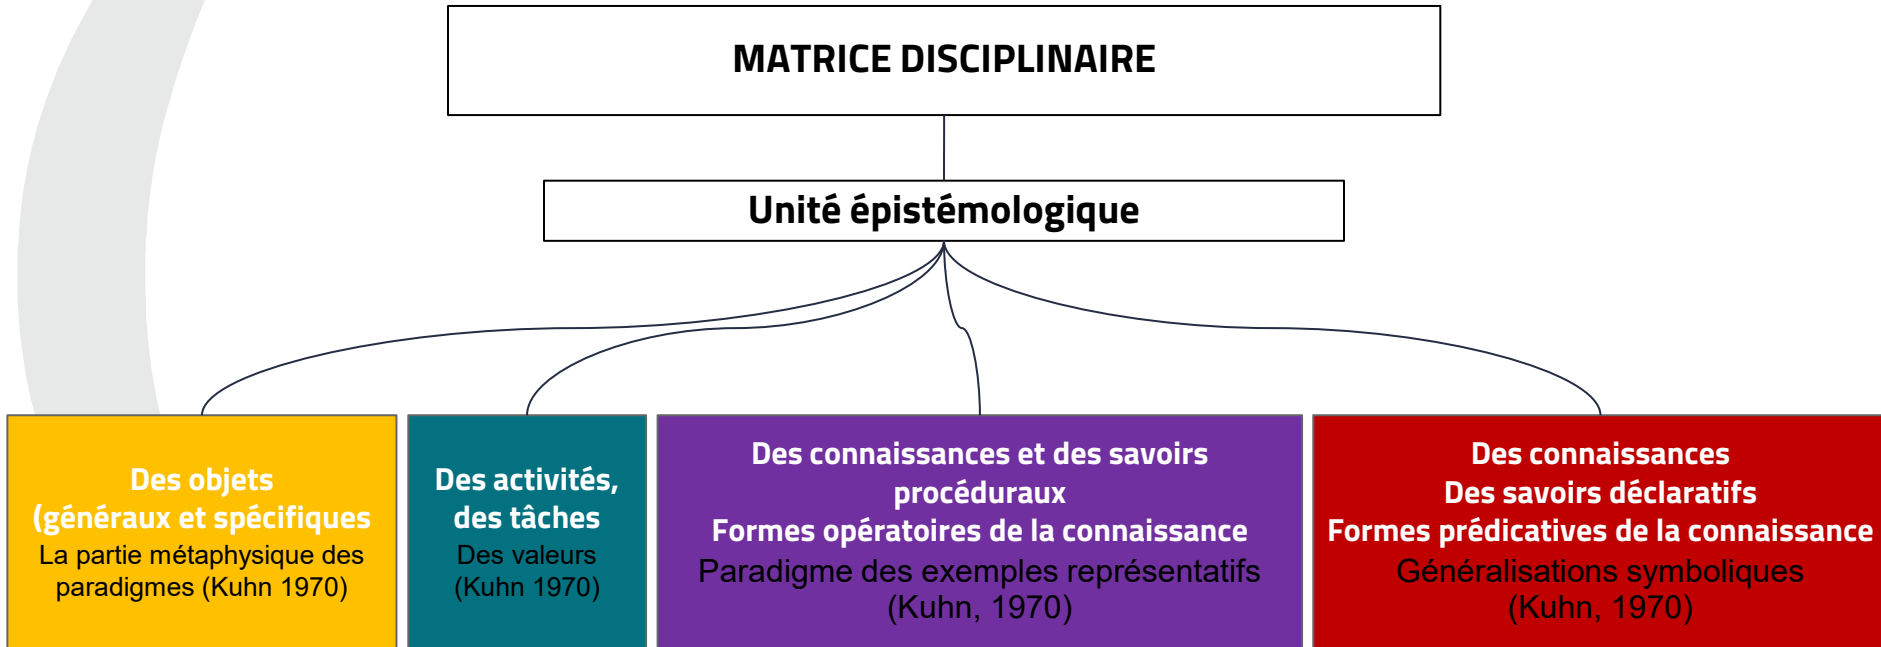 MATRICE DISCIPLINAIRE
Unité épistémologique
Des objets
(généraux et spécifiques
La partie métaphysique des
paradigmes (Kuhn 1970)
Des activités,
des tâches
Des valeurs
(Kuhn 1970)
Des connaissances et des savoirs
procéduraux
Formes opératoires de la connaissance
Paradigme des exemples représentatifs
(Kuhn, 1970)
Des connaissances
Des savoirs déclaratifs
Formes prédicatives de la connaissance
Généralisations symboliques
(Kuhn, 1970)